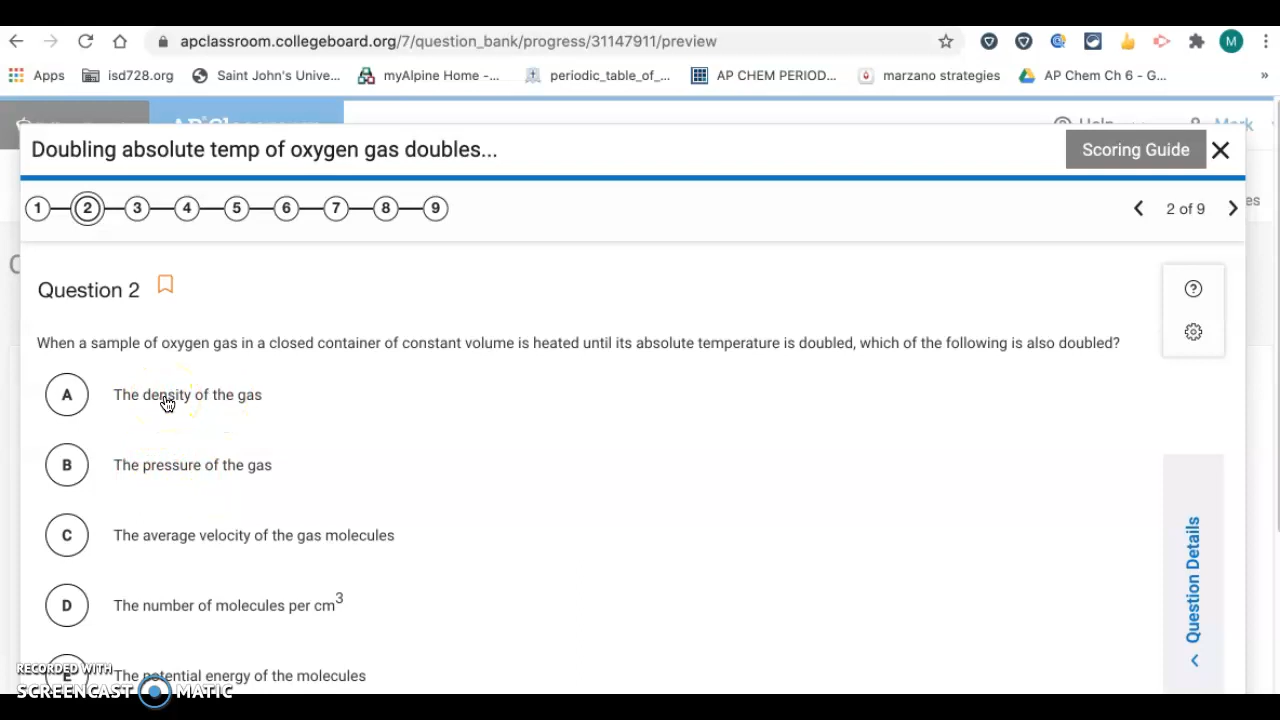 apclassroom.collegeboard.org/7/question_bank/progress/31147911/preview
M
Apps isd728.org Saint John's Unive... myAlpine Home -... periodic_table_of_... AP CHEM PERIOD... marzano strategies AP Chem Ch 6 - G... »
Help Mark
Doubling absolute temp of oxygen gas doubles...
Scoring Guide
1 2 3 4 5 6 7 8 9
2 of 9
Question 2
When a sample of oxygen gas in a closed container of constant volume is heated until its absolute temperature is doubled, which of the following is also doubled?
A The density of the gas
B The pressure of the gas
C The average velocity of the gas molecules
D The number of molecules per cm³
E The potential energy of the molecules
Question Details
RECORDED WITH
SCREENCAST MATIC